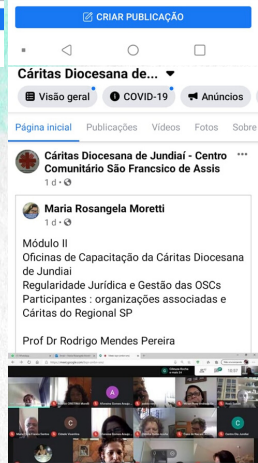 CRIAR PUBLICAÇÃO
Cáritas Diocesana de...
Visão geral COVID-19 Anúncios
Página inicial Publicações Vídeos Fotos Sobre
Cáritas Diocesana de Jundiaí - Centro
Comunitário São Francsico de Assis
1 d
Maria Rosangela Moretti
1 d
Módulo II
Oficinas de Capacitação da Cáritas Diocesana
de Jundiai
Regularidade Jurídica e Gestão das OSCs
Participantes : organizações associadas e
Cáritas do Regional SP
Prof Dr Rodrigo Mendes Pereira
A
C
C